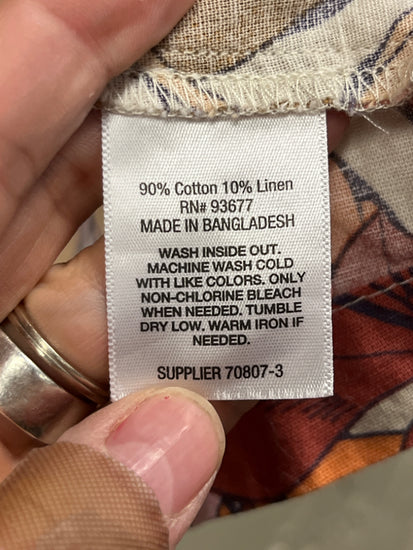 90% Cotton 10% Linen
RN# 93677
MADE IN BANGLADESH
WASH INSIDE OUT.
MACHINE WASH COLD
WITH LIKE COLORS. ONLY
NON-CHLORINE BLEACH
WHEN NEEDED. TUMBLE
DRY LOW. WARM IRON IF
NEEDED.
SUPPLIER 70807-3